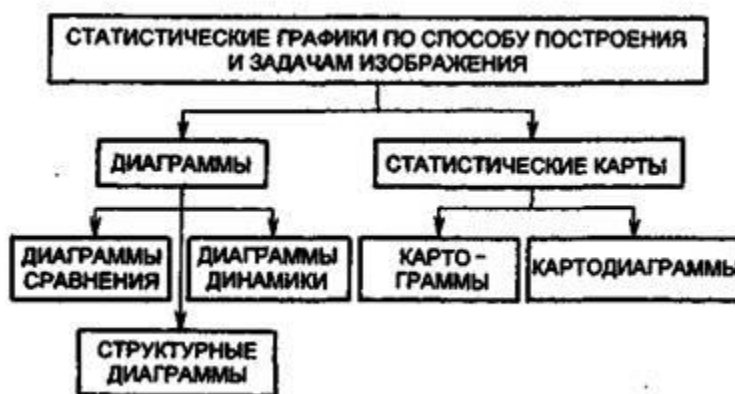 СТАТИСТИЧЕСКИЕ ГРАФИКИ ПО СПОСОБУ ПОСТРОЕНИЯ
И ЗАДАЧАМ ИЗОБРАЖЕНИЯ
ДИАГРАММЫ
СТАТИСТИЧЕСКИЕ КАРТЫ
ДИАГРАММЫ
СРАВНЕНИЯ
ДИАГРАММЫ
ДИНАМИКИ
КАРТО -
ГРАММЫ
КАРТОДИАГРАММЫ
СТРУКТУРНЫЕ
ДИАГРАММЫ